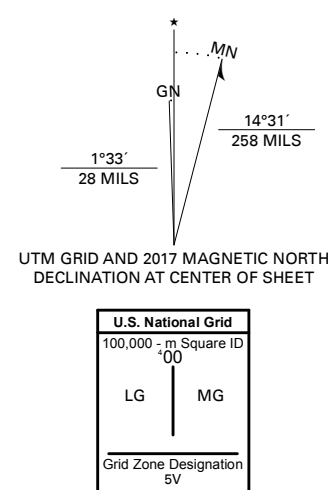 ★
MN
GN
14°31´
258 MILS
1°33´
28 MILS
UTM GRID AND 2017 MAGNETIC NORTH
DECLINATION AT CENTER OF SHEET
U.S. National Grid
100,000 - m Square ID
⁴00
LG MG
Grid Zone Designation
5V